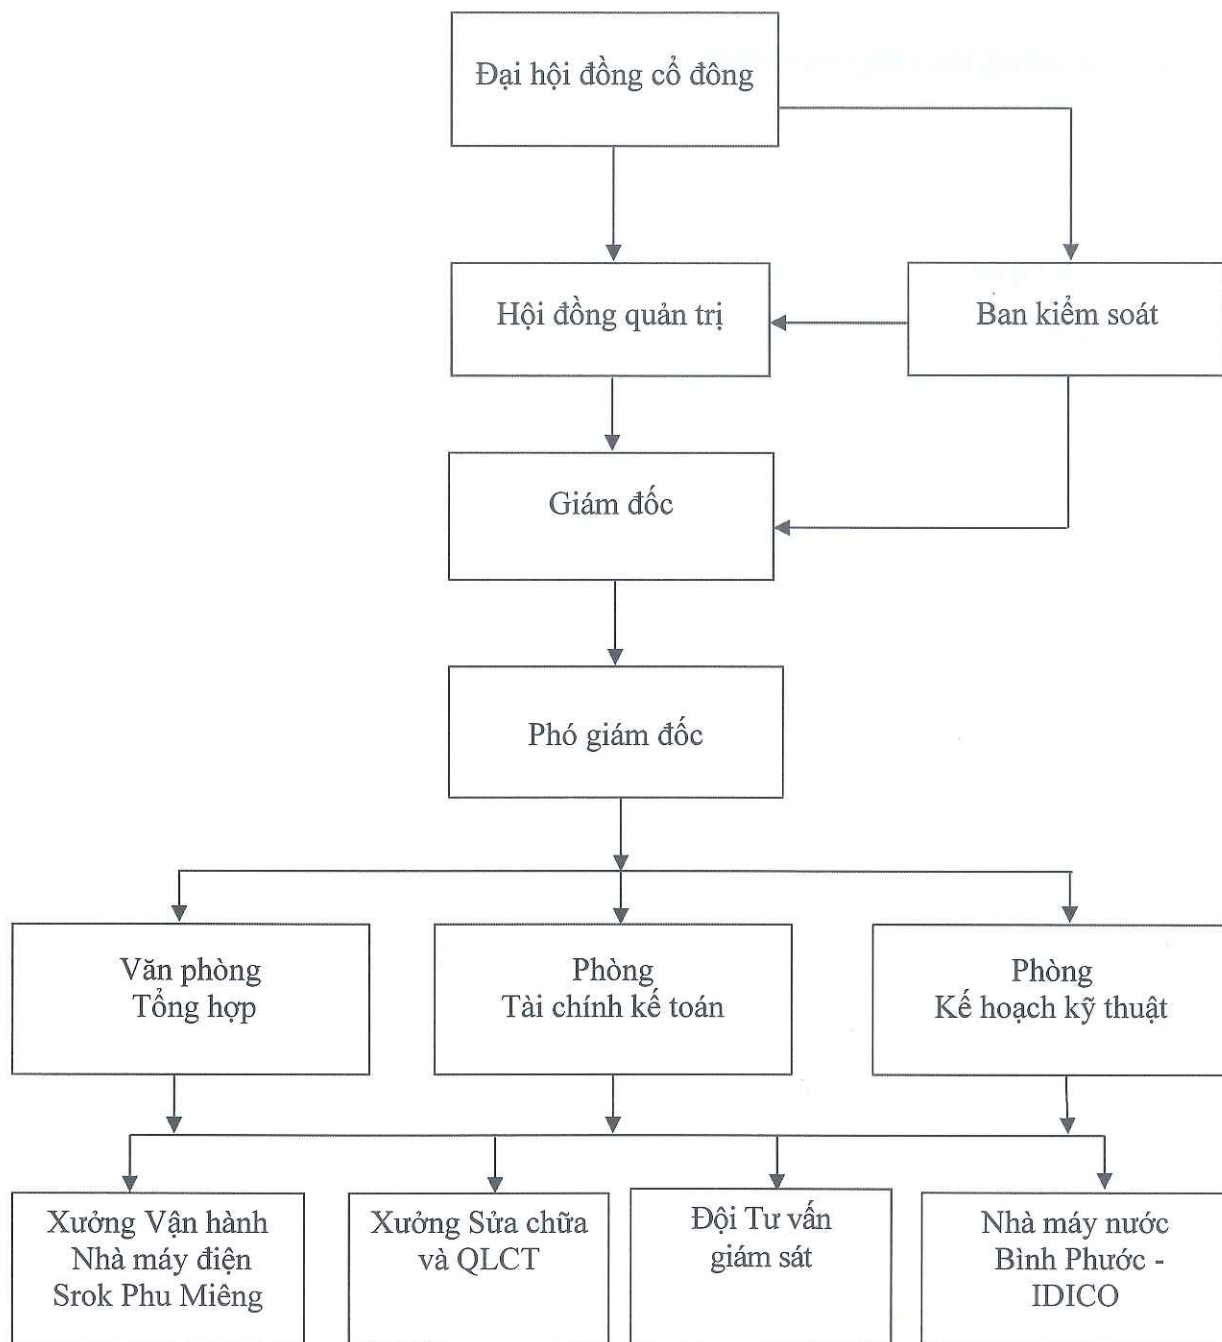 Đại hội đồng cổ đông
Hội đồng quản trị
Ban kiểm soát
Giám đốc
Phó giám đốc
Văn phòng
Tổng hợp
Phòng
Tài chính kế toán
Phòng
Kế hoạch kỹ thuật
Xưởng Vận hành
Nhà máy điện
Srok Phu Miêng
Xưởng Sửa chữa
và QLCT
Đội Tư vấn
giám sát
Nhà máy nước
Bình Phước -
IDICO